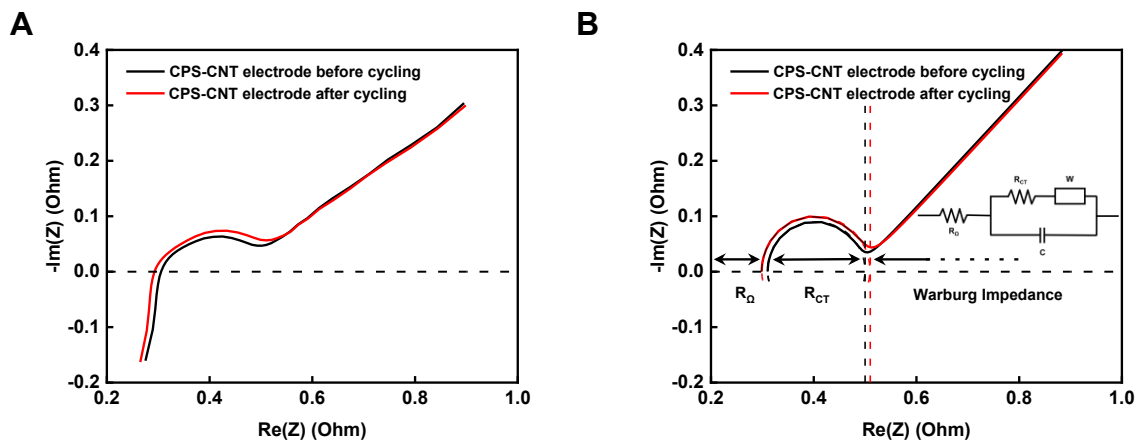 A
CPS-CNT electrode before cycling
CPS-CNT electrode after cycling
-Im(Z) (Ohm)
0.4
0.3
0.2
0.1
0.0
-0.1
-0.2
0.2 0.4 0.6 0.8 1.0
Re(Z) (Ohm)
B
CPS-CNT electrode before cycling
CPS-CNT electrode after cycling
-Im(Z) (Ohm)
0.4
0.3
0.2
0.1
0.0
-0.1
-0.2
R_CT W
R_Ω
C
R_Ω R_CT Warburg Impedance
0.2 0.4 0.6 0.8 1.0
Re(Z) (Ohm)